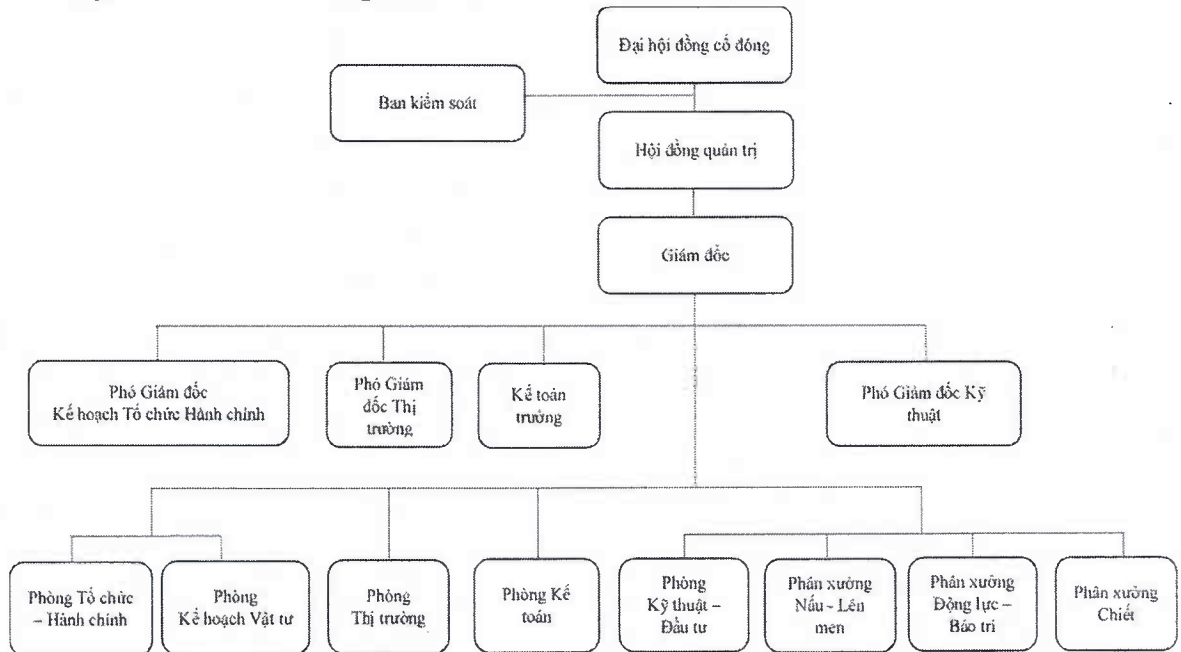 Đại hội đồng cổ đông
Ban kiểm soát
Hội đồng quản trị
Giám đốc
Phó Giám đốc
Kế hoạch Tổ chức Hành chính
Phó Giám
đốc Thị
trường
Kế toán
trưởng
Phó Giám đốc Kỹ
thuật
Phòng Tổ chức
– Hành chính
Phòng
Kế hoạch Vật tư
Phòng
Thị trường
Phòng Kế
toán
Phòng
Kỹ thuật –
Đầu tư
Phân xưởng
Nấu - Lên
men
Phân xưởng
Động lực –
Bảo trì
Phân xưởng
Chiết